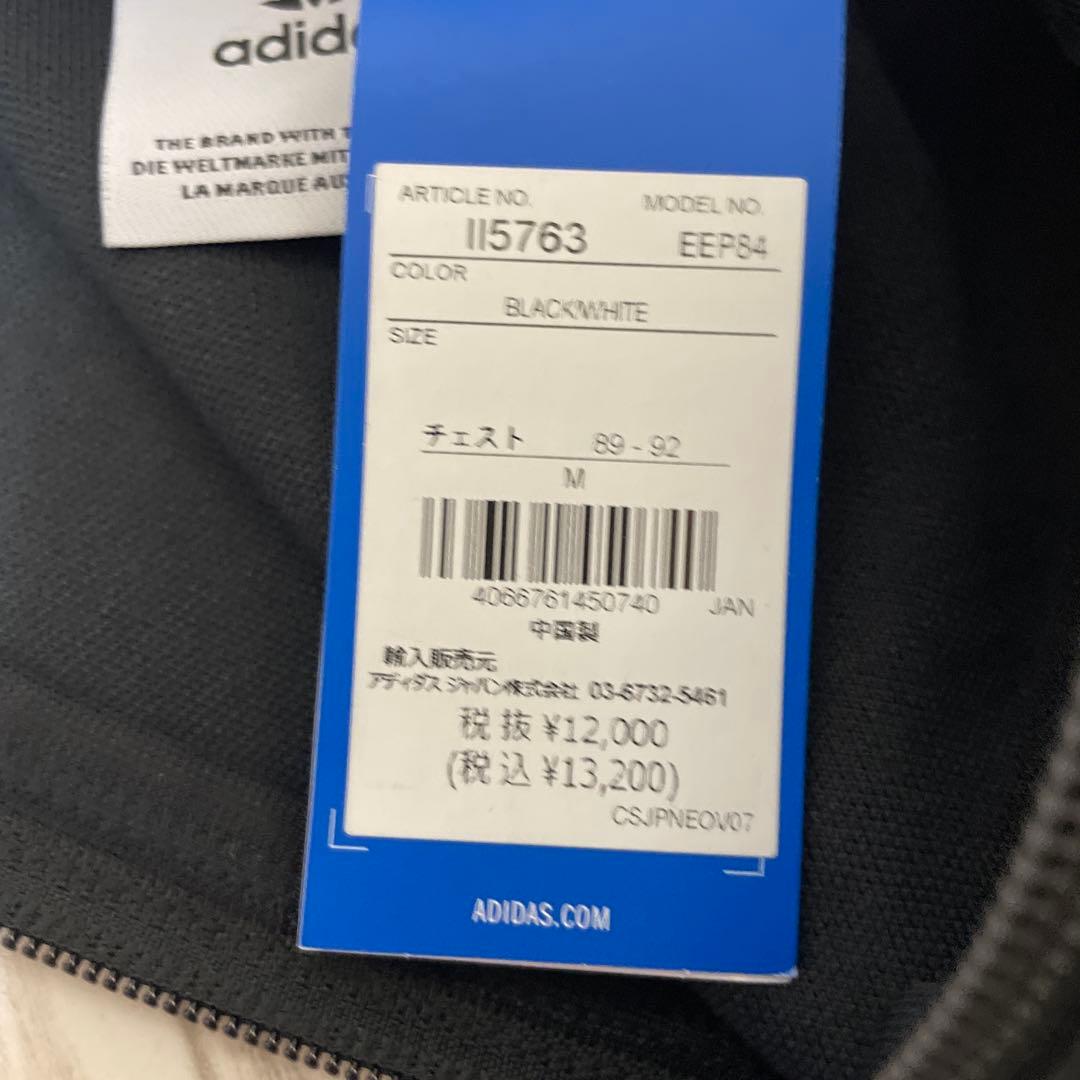 adidas
THE BRAND WITH T
DIE WELTMARKE MIT
LA MARQUE AU
ARTICLE NO. MODEL NO.
II5763 EEP84
COLOR
BLACK/WHITE
SIZE
チェスト 89 - 92
M
4066761450740 JAN
中国製
輸入販売元
アディダス ジャパン株式会社 03-6732-5461
税抜 ¥12,000
(税込 ¥13,200)
CSJPNEOV07
ADIDAS.COM